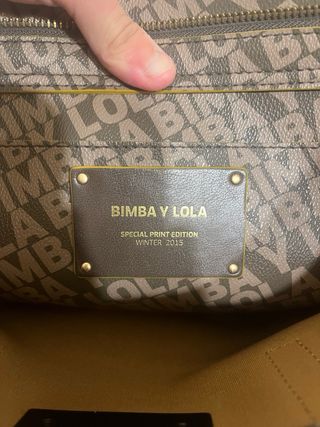 BIMBA Y LOLA
SPECIAL PRINT EDITION
WINTER 2015